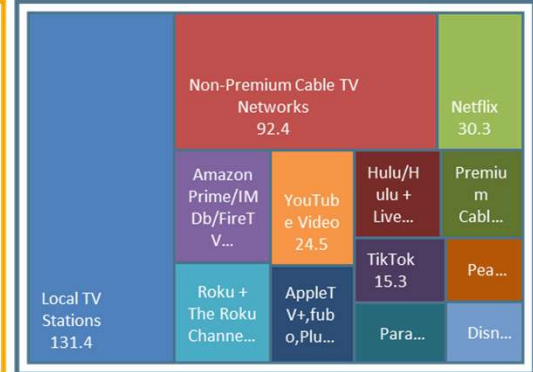 Local TV
Stations
131.4
Non-Premium Cable TV
Networks
92.4
Netflix
30.3
Amazon
Prime/IM
Db/FireT
V...
YouTub
e Video
24.5
Hulu/H
ulu +
Live...
Premiu
m
Cabl...
Roku +
The Roku
Channe...
AppleT
V+,fub
o,Plu...
TikTok
15.3
Pea...
Para...
Disn...